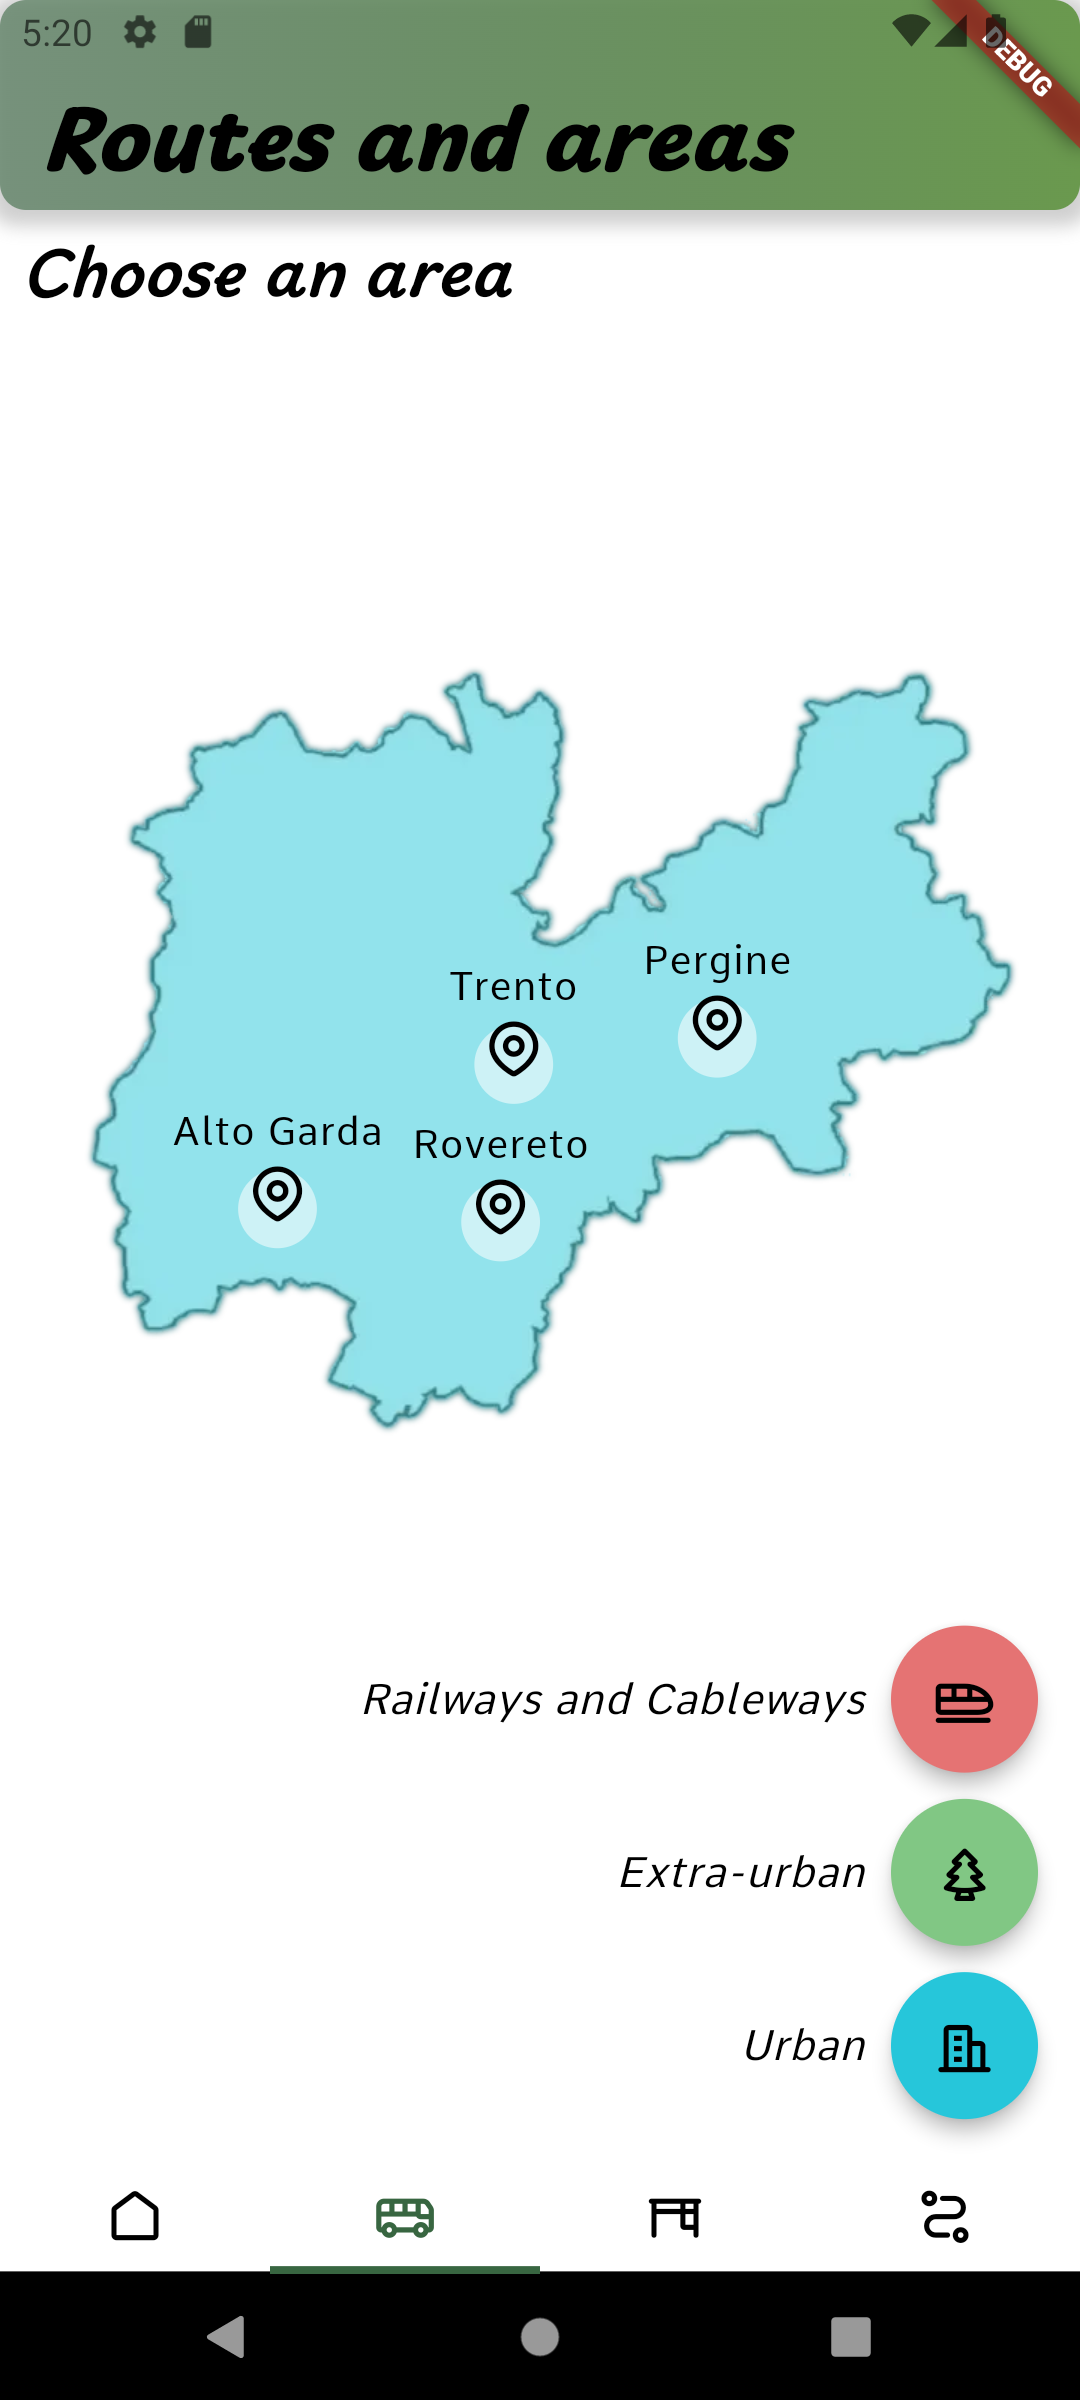 5:20
DEBUG
Routes and areas
Choose an area
Pergine
Trento
Alto Garda
Rovereto
Railways and Cableways
Extra-urban
Urban